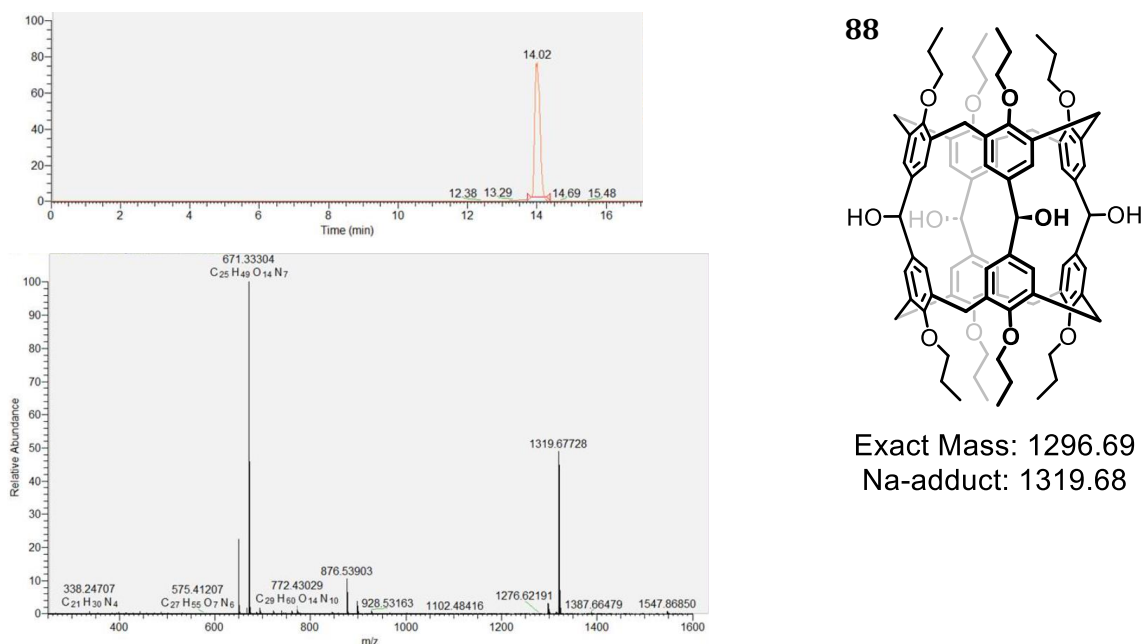 100
80
60
40
20
0
14.02
12.38
13.29
14.69
15.48
0
2
4
6
8
10
12
14
16
Time (min)
671.33304
C25 H49 O14 N7
100
90
80
70
60
50
40
30
20
10
0
Relative Abundance
1319.67728
338.24707
C21 H30 N4
575.41207
C27 H55 O7 N6
772.43029
C29 H60 O14 N10
876.53903
928.53163
1102.48416
1276.62191
1387.66479
1547.86850
400
600
800
1000
1200
1400
1600
m/z
88
O
O
O
O
HO
HO
OH
OH
O
O
O
O
Exact Mass: 1296.69
Na-adduct: 1319.68